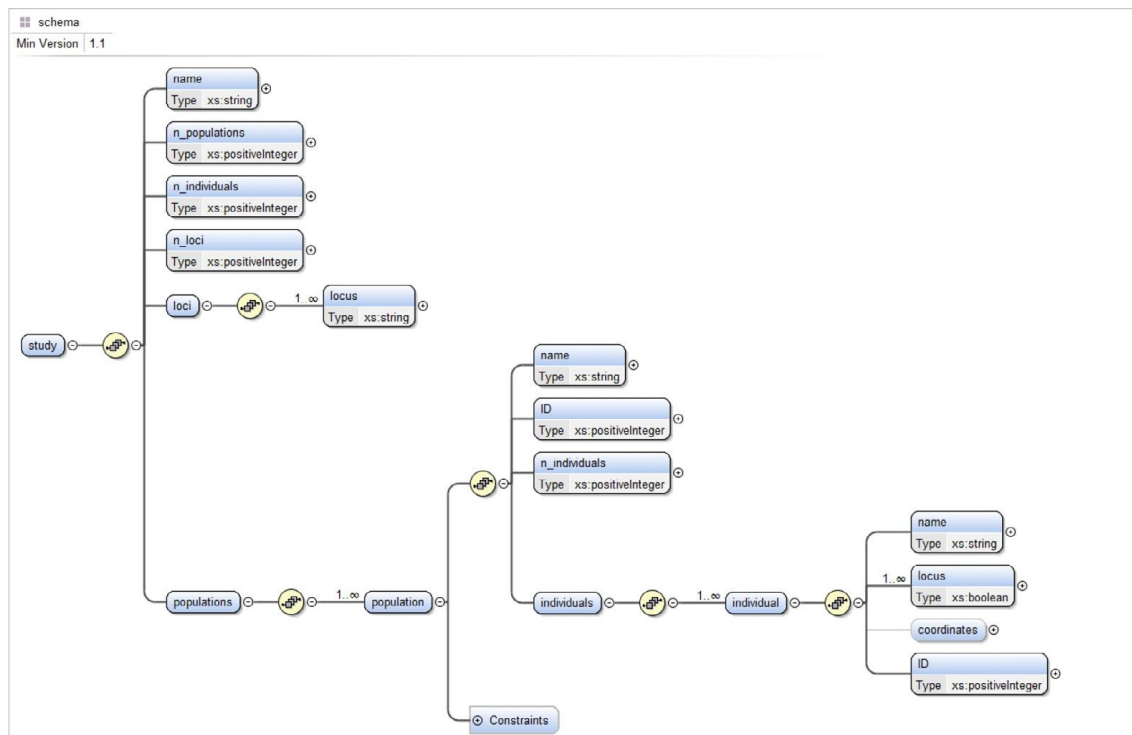 schema
Min Version 1.1
name
Type xs:string
n_populations
Type xs:positiveInteger
n_individuals
Type xs:positiveInteger
n_loci
Type xs:positiveInteger
loci
1..∞
locus
Type xs:string
study
name
Type xs:string
ID
Type xs:positiveInteger
n_individuals
Type xs:positiveInteger
name
Type xs:string
populations
1..∞
population
individuals
1..∞
individual
1..∞
locus
Type xs:boolean
coordinates
ID
Type xs:positiveInteger
Constraints